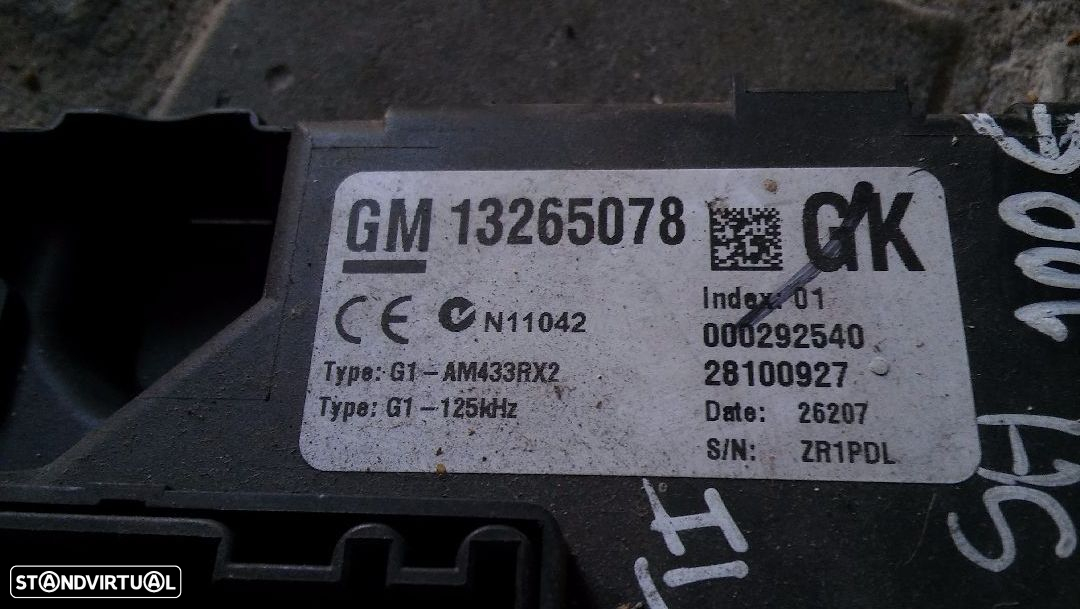 GM 13265078 GK
CE N11042
Index: 01
000292540
28100927
Type: G1-AM433RX2
Type: G1-125kHz
Date: 26207
S/N: ZR1PDL
STANDVIRTUAL